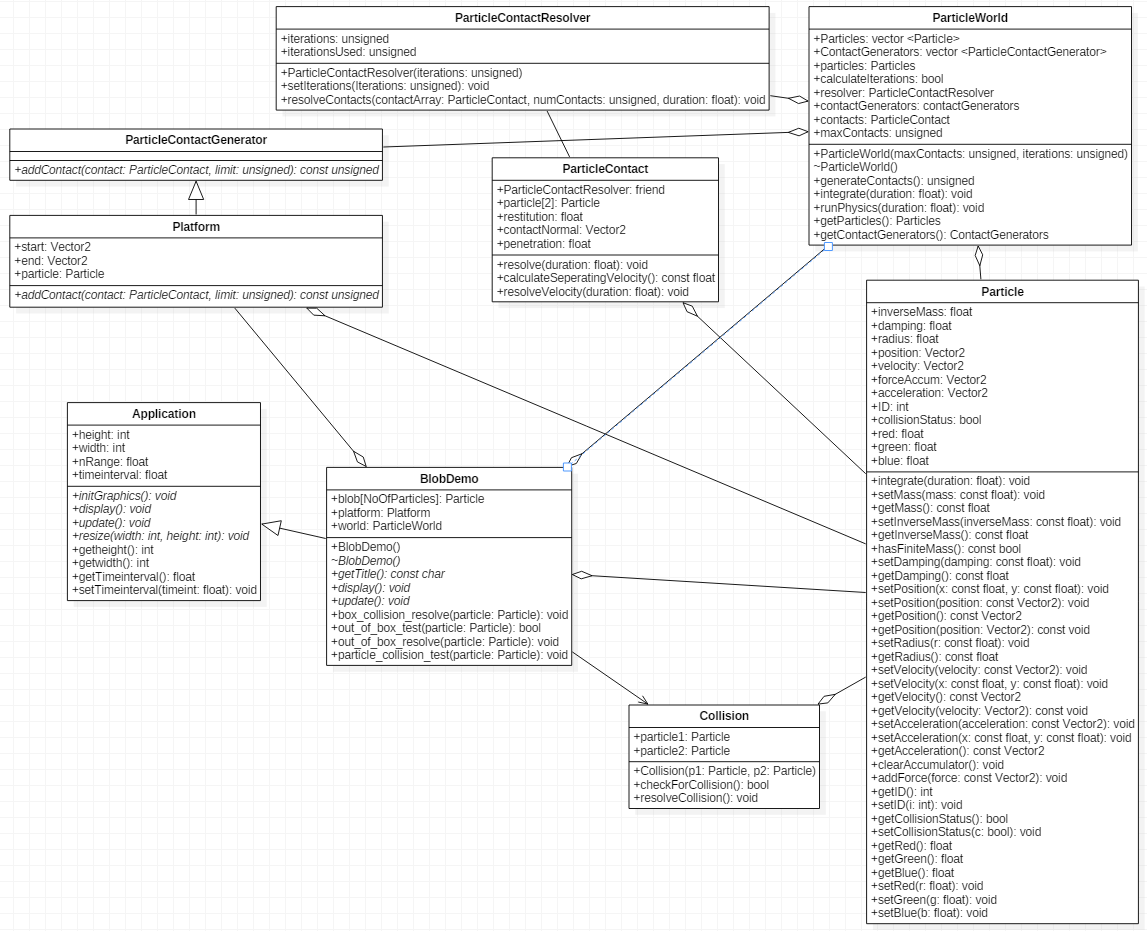 ParticleContactResolver
+iterations: unsigned
+iterationsUsed: unsigned
+ParticleContactResolver(iterations: unsigned)
+setIterations(Iterations: unsigned): void
+resolveContacts(contactArray: ParticleContact, numContacts: unsigned, duration: float): void
ParticleWorld
+Particles: vector <Particle>
+ContactGenerators: vector <ParticleContactGenerator>
+particles: Particles
+calculateIterations: bool
+resolver: ParticleContactResolver
+contactGenerators: contactGenerators
+contacts: ParticleContact
+maxContacts: unsigned
+ParticleWorld(maxContacts: unsigned, iterations: unsigned)
~ParticleWorld()
+generateContacts(): unsigned
+integrate(duration: float): void
+runPhysics(duration: float): void
+getParticles(): Particles
+getContactGenerators(): ContactGenerators
ParticleContactGenerator
+addContact(contact: ParticleContact, limit: unsigned): const unsigned
ParticleContact
+ParticleContactResolver: friend
+particle[2]: Particle
+restitution: float
+contactNormal: Vector2
+penetration: float
+resolve(duration: float): void
+calculateSeperatingVelocity(): const float
+resolveVelocity(duration: float): void
Platform
+start: Vector2
+end: Vector2
+particle: Particle
+addContact(contact: ParticleContact, limit: unsigned): const unsigned
Particle
+inverseMass: float
+damping: float
+radius: float
+position: Vector2
+velocity: Vector2
+forceAccum: Vector2
+acceleration: Vector2
+ID: int
+collisionStatus: bool
+red: float
+green: float
+blue: float
+integrate(duration: float): void
+setMass(mass: const float): void
+getMass(): const float
+setInverseMass(inverseMass: const float): void
+getInverseMass(): const float
+hasFiniteMass(): const bool
+setDamping(damping: const float): void
+getDamping(): const float
+setPosition(x: const float, y: const float): void
+setPosition(position: const Vector2): void
+getPosition(): const Vector2
+getPosition(position: Vector2): const void
+setRadius(r: const float): void
+getRadius(): const float
+setVelocity(velocity: const Vector2): void
+setVelocity(x: const float, y: const float): void
+getVelocity(): const Vector2
+getVelocity(velocity: Vector2): const void
+setAcceleration(acceleration: const Vector2): void
+setAcceleration(x: const float, y: const float): void
+getAcceleration(): const Vector2
+clearAccumulator(): void
+addForce(force: const Vector2): void
+getID(): int
+setID(i: int): void
+getCollisionStatus(): bool
+setCollisionStatus(c: bool): void
+getRed(): float
+getGreen(): float
+getBlue(): float
+setRed(r: float): void
+setGreen(g: float): void
+setBlue(b: float): void
Application
+height: int
+width: int
+nRange: float
+timeinterval: float
+initGraphics(): void
+display(): void
+update(): void
+resize(width: int, height: int): void
+getheight(): int
+getwidth(): int
+getTimeinterval(): float
+setTimeinterval(timeint: float): void
BlobDemo
+blob[NoOfParticles]: Particle
+platform: Platform
+world: ParticleWorld
+BlobDemo()
~BlobDemo()
+getTitle(): const char
+display(): void
+update(): void
+box_collision_resolve(particle: Particle): void
+out_of_box_test(particle: Particle): bool
+out_of_box_resolve(particle: Particle): void
+particle_collision_test(particle: Particle): void
Collision
+particle1: Particle
+particle2: Particle
+Collision(p1: Particle, p2: Particle)
+checkForCollision(): bool
+resolveCollision(): void